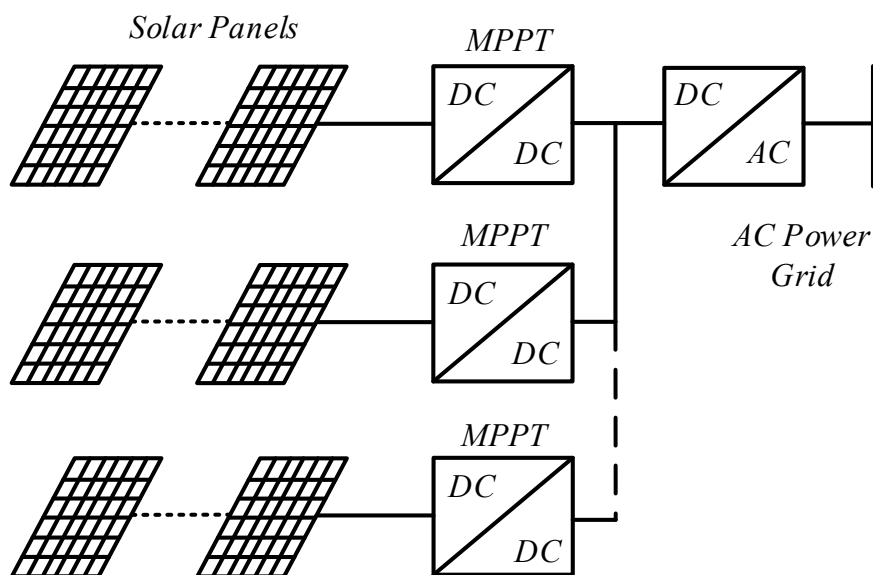 Solar Panels
MPPT
DC
DC
DC
AC
MPPT
DC
DC
AC Power
Grid
MPPT
DC
DC